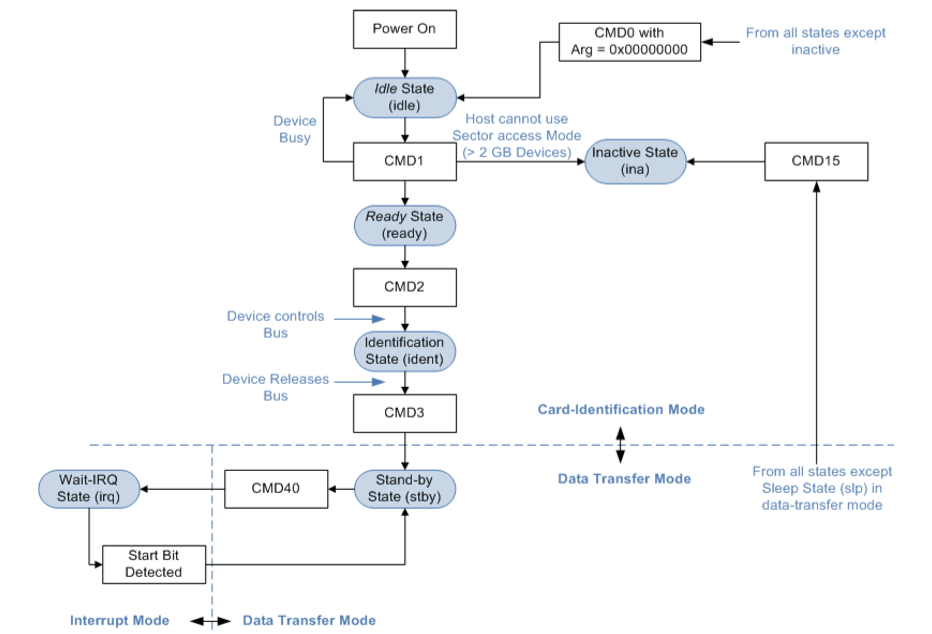 Power On
CMD0 with
Arg = 0x00000000
From all states except
inactive
Idle State
(idle)
Device
Busy
Host cannot use
Sector access Mode
(> 2 GB Devices)
CMD1
Inactive State
(ina)
CMD15
Ready State
(ready)
CMD2
Device controls
Bus
Identification
State (ident)
Device Releases
Bus
CMD3
Card-Identification Mode
Data Transfer Mode
From all states except
Sleep State (slp) in
data-transfer mode
Wait-IRQ
State (irq)
CMD40
Stand-by
State (stby)
Start Bit
Detected
Interrupt Mode
Data Transfer Mode